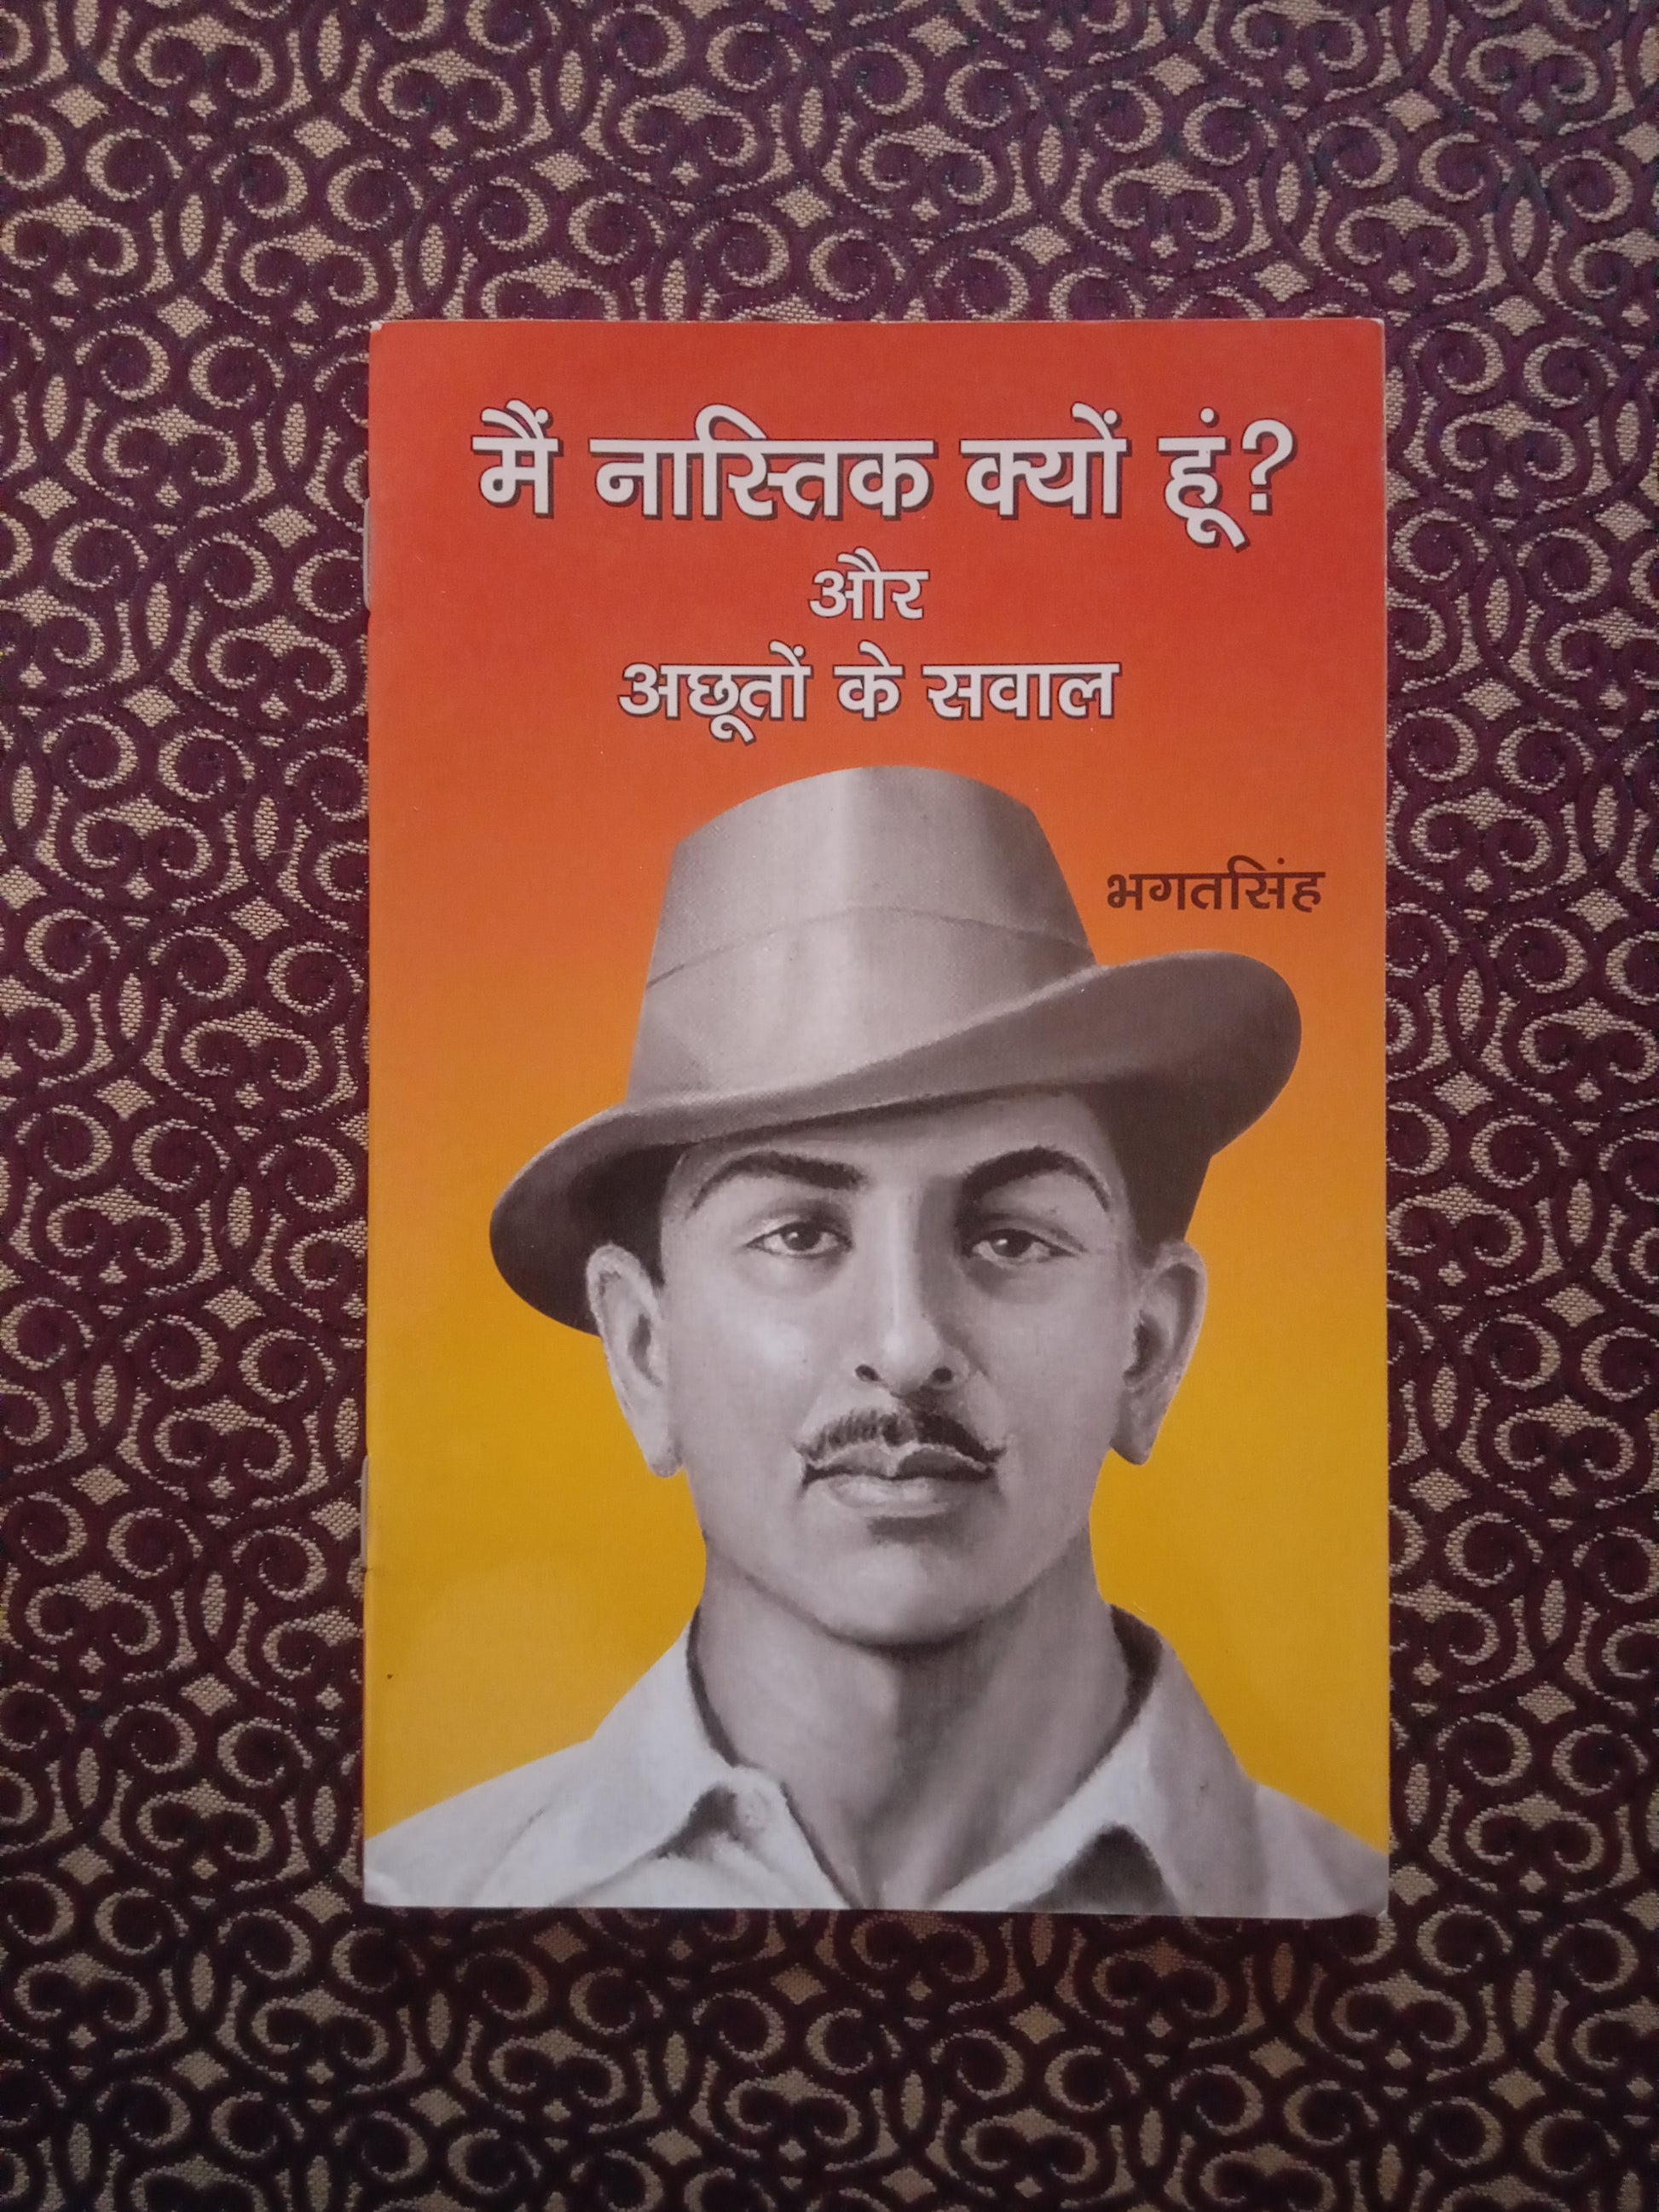 मैं नास्तिक क्यों हूं?
और
अछूतों के सवाल
भगतसिंह